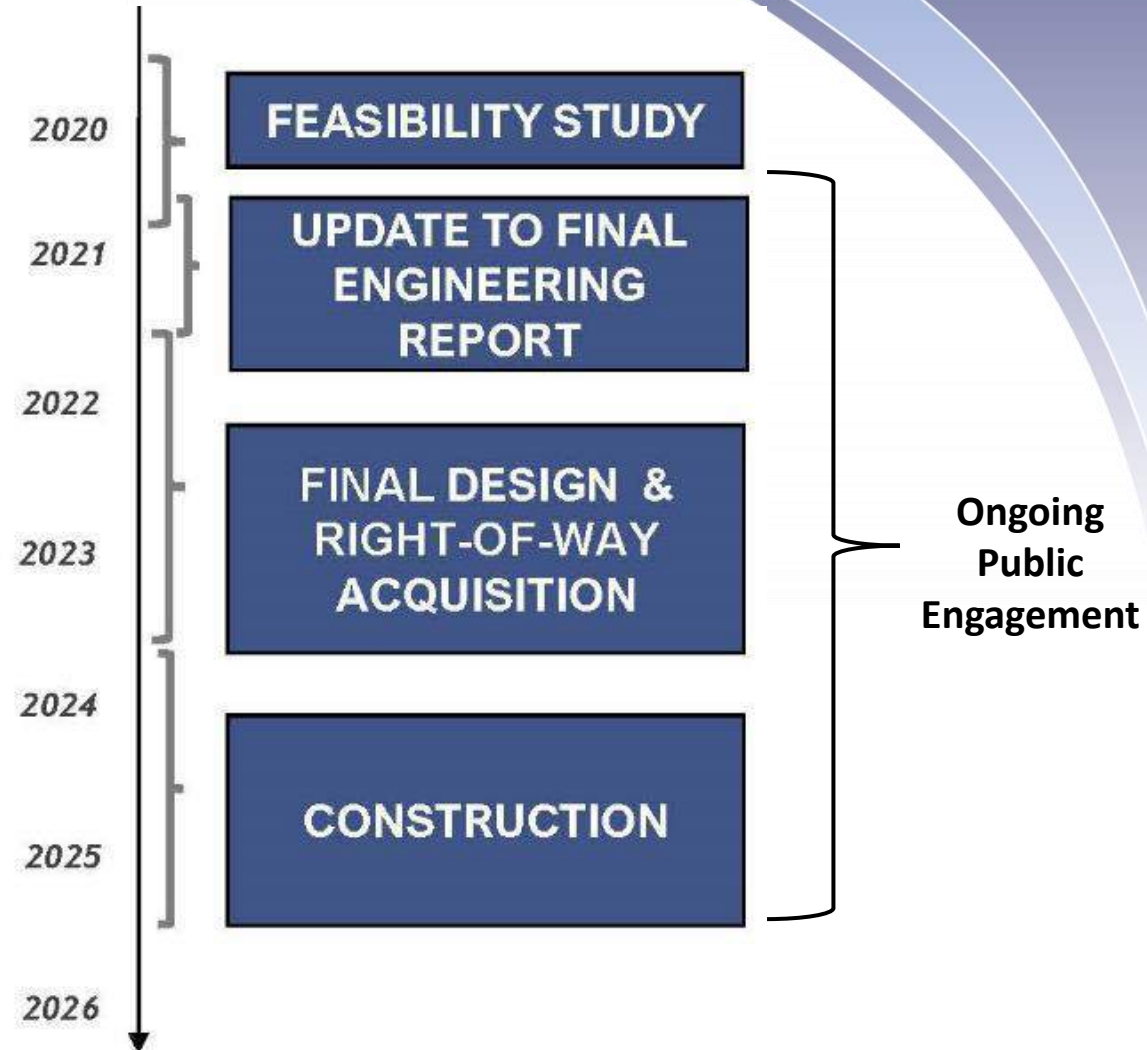 2020
2021
2022
2023
2024
2025
2026
FEASIBILITY STUDY
UPDATE TO FINAL
ENGINEERING
REPORT
FINAL DESIGN &
RIGHT-OF-WAY
ACQUISITION
CONSTRUCTION
Ongoing
Public
Engagement